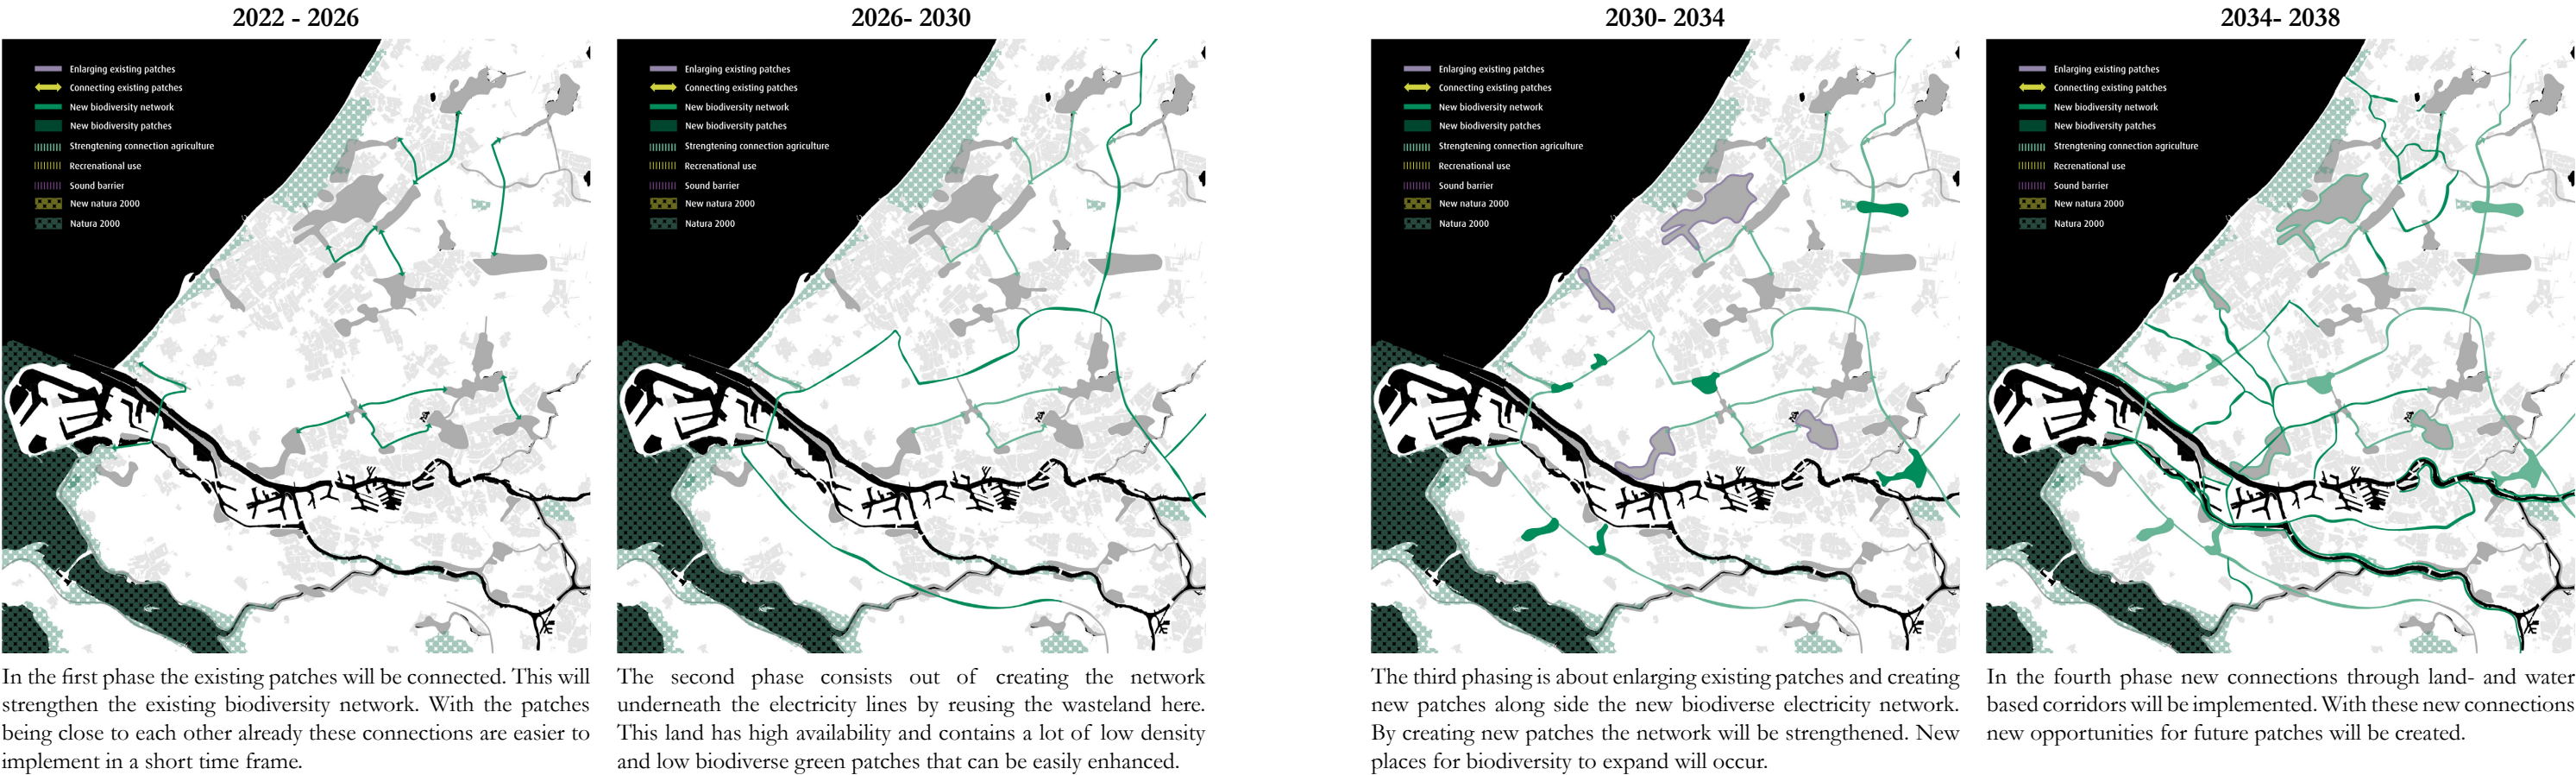 2022 - 2026
Enlarging existing patches
Connecting existing patches
New biodiversity network
New biodiversity patches
Strengtening connection agriculture
Recrenational use
Sound barrier
New natura 2000
Natura 2000
In the first phase the existing patches will be connected. This will
strengthen the existing biodiversity network. With the patches
being close to each other already these connections are easier to
implement in a short time frame.
2026- 2030
Enlarging existing patches
Connecting existing patches
New biodiversity network
New biodiversity patches
Strengtening connection agriculture
Recrenational use
Sound barrier
New natura 2000
Natura 2000
The second phase consists out of creating the network
underneath the electricity lines by reusing the wasteland here.
This land has high availability and contains a lot of low density
and low biodiverse green patches that can be easily enhanced.
2030- 2034
Enlarging existing patches
Connecting existing patches
New biodiversity network
New biodiversity patches
Strengtening connection agriculture
Recrenational use
Sound barrier
New natura 2000
Natura 2000
The third phasing is about enlarging existing patches and creating
new patches along side the new biodiverse electricity network.
By creating new patches the network will be strengthened. New
places for biodiversity to expand will occur.
2034- 2038
Enlarging existing patches
Connecting existing patches
New biodiversity network
New biodiversity patches
Strengtening connection agriculture
Recrenational use
Sound barrier
New natura 2000
Natura 2000
In the fourth phase new connections through land- and water
based corridors will be implemented. With these new connections
new opportunities for future patches will be created.